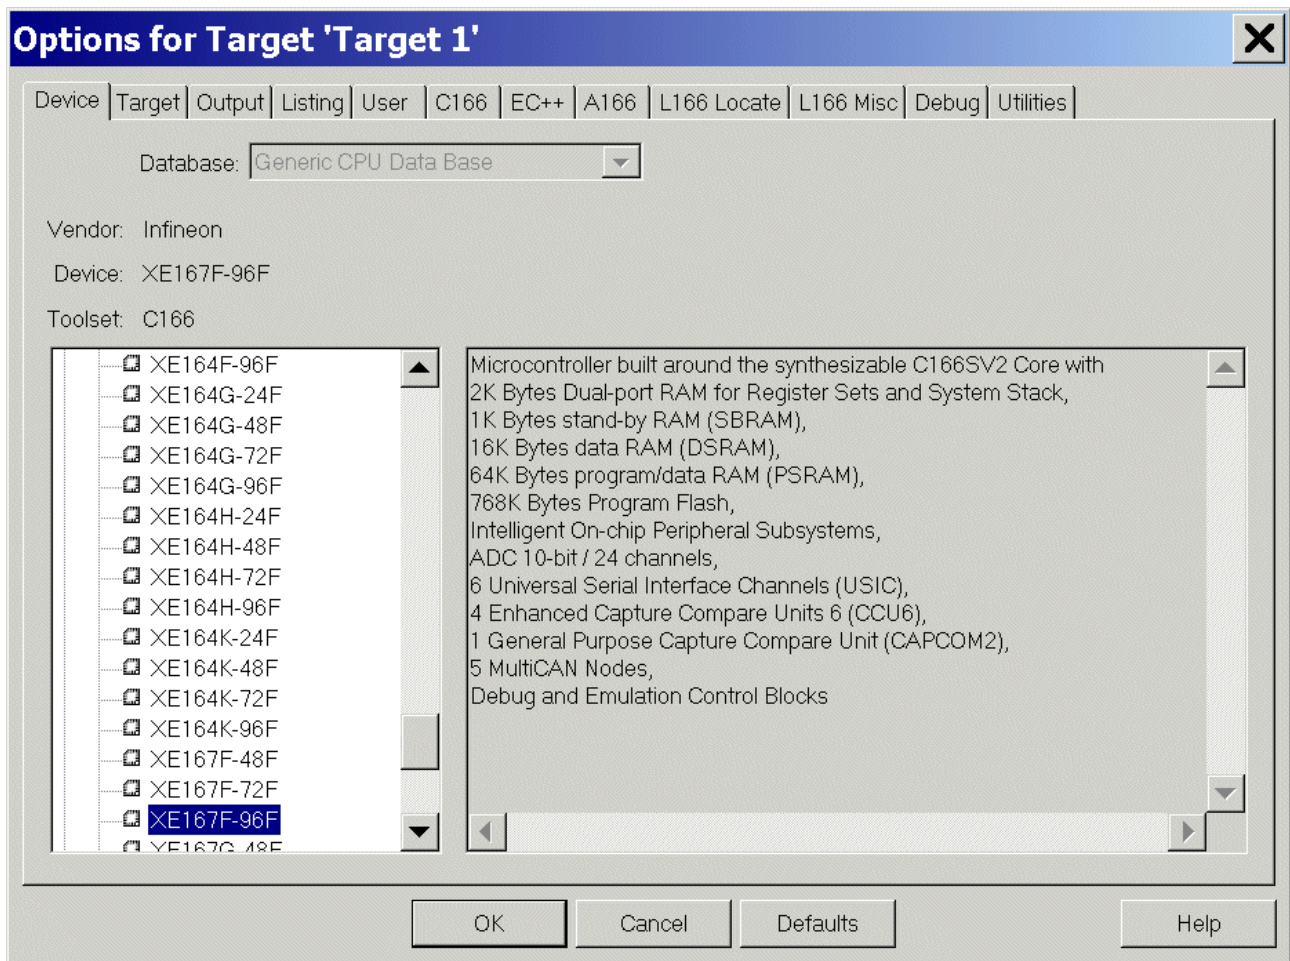 Options for Target 'Target 1'
Device Target Output Listing User C166 EC++ A166 L166 Locate L166 Misc Debug Utilities
Database: Generic CPU Data Base
Vendor: Infineon
Device: XE167F-96F
Toolset: C166
XE164F-96F
XE164G-24F
XE164G-48F
XE164G-72F
XE164G-96F
XE164H-24F
XE164H-48F
XE164H-72F
XE164H-96F
XE164K-24F
XE164K-48F
XE164K-72F
XE164K-96F
XE167F-48F
XE167F-72F
XE167F-96F
XE167G-48F
Microcontroller built around the synthesizable C166SV2 Core with
2K Bytes Dual-port RAM for Register Sets and System Stack,
1K Bytes stand-by RAM (SBRAM),
16K Bytes data RAM (DSRAM),
64K Bytes program/data RAM (PSRAM),
768K Bytes Program Flash,
Intelligent On-chip Peripheral Subsystems,
ADC 10-bit / 24 channels,
6 Universal Serial Interface Channels (USIC),
4 Enhanced Capture Compare Units 6 (CCU6),
1 General Purpose Capture Compare Unit (CAPCOM2),
5 MultiCAN Nodes,
Debug and Emulation Control Blocks
OK Cancel Defaults Help